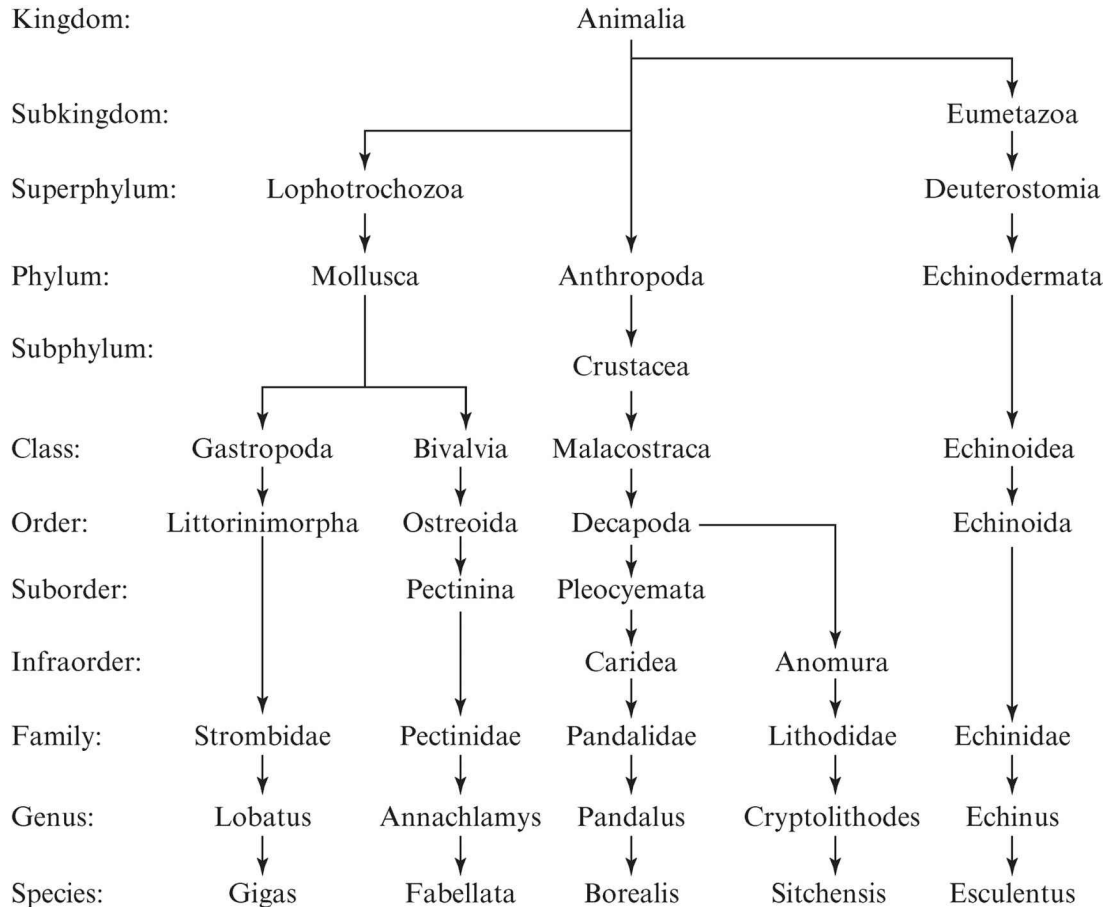 Kingdom: Animalia
Subkingdom: Eumetazoa
Superphylum: Lophotrochozoa Deuterostomia
Phylum: Mollusca Anthropoda Echinodermata
Subphylum:
Crustacea
Class: Gastropoda Bivalvia Malacostraca Echinoidea
Order: Littorinimorpha Ostreoida Decapoda Echinoida
Suborder: Pectinina Pleocyemata
Infraorder: Caridea Anomura
Family: Strombidae Pectinidae Pandalidae Lithodidae Echinidae
Genus: Lobatus Annachlamys Pandalus Cryptolithodes Echinus
Species: Gigas Fabellata Borealis Sitchensis Esculentus